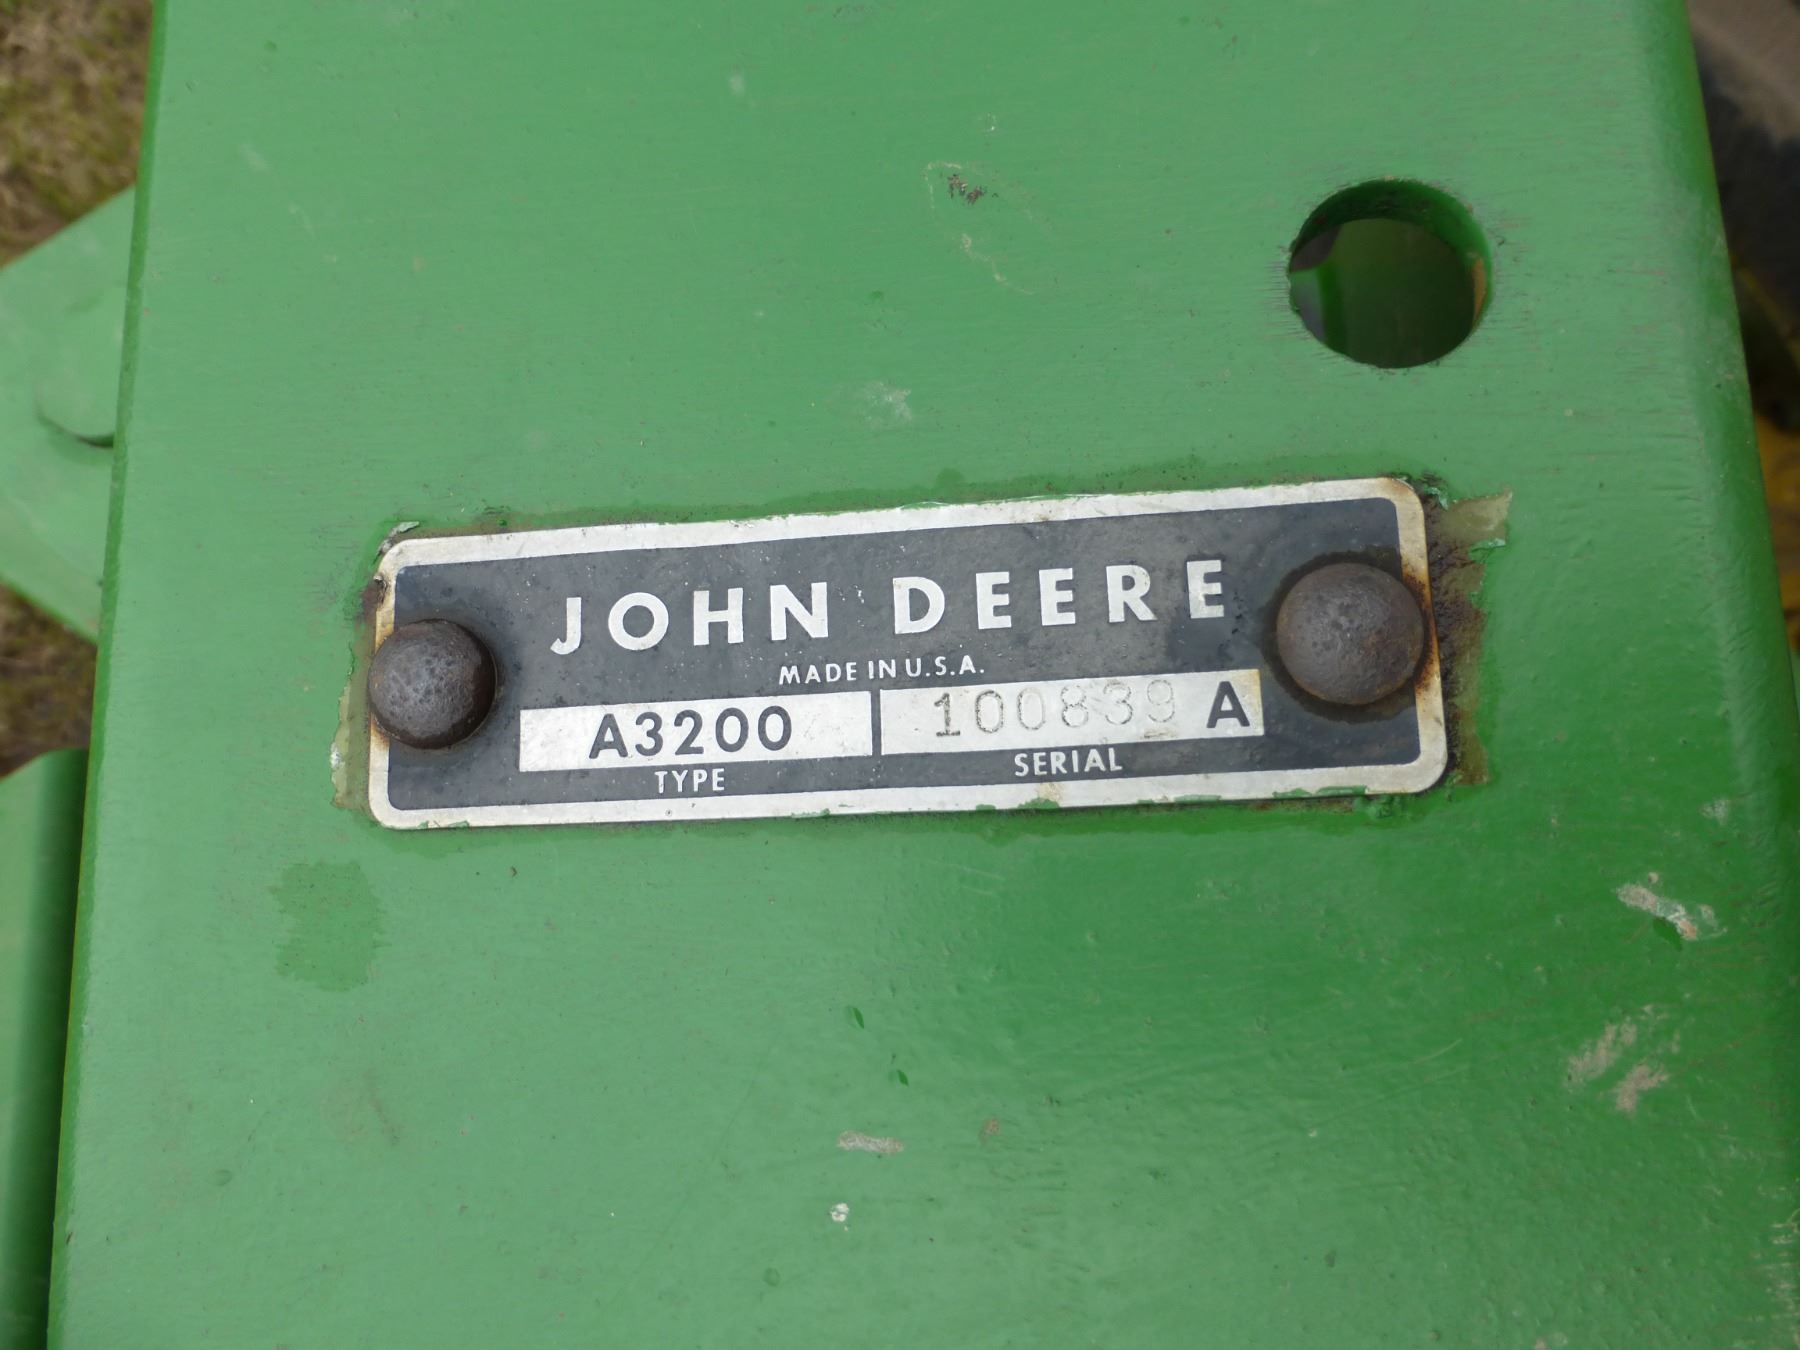 JOHN DEERE
MADE IN U.S.A.
A3200 100839 A
TYPE SERIAL